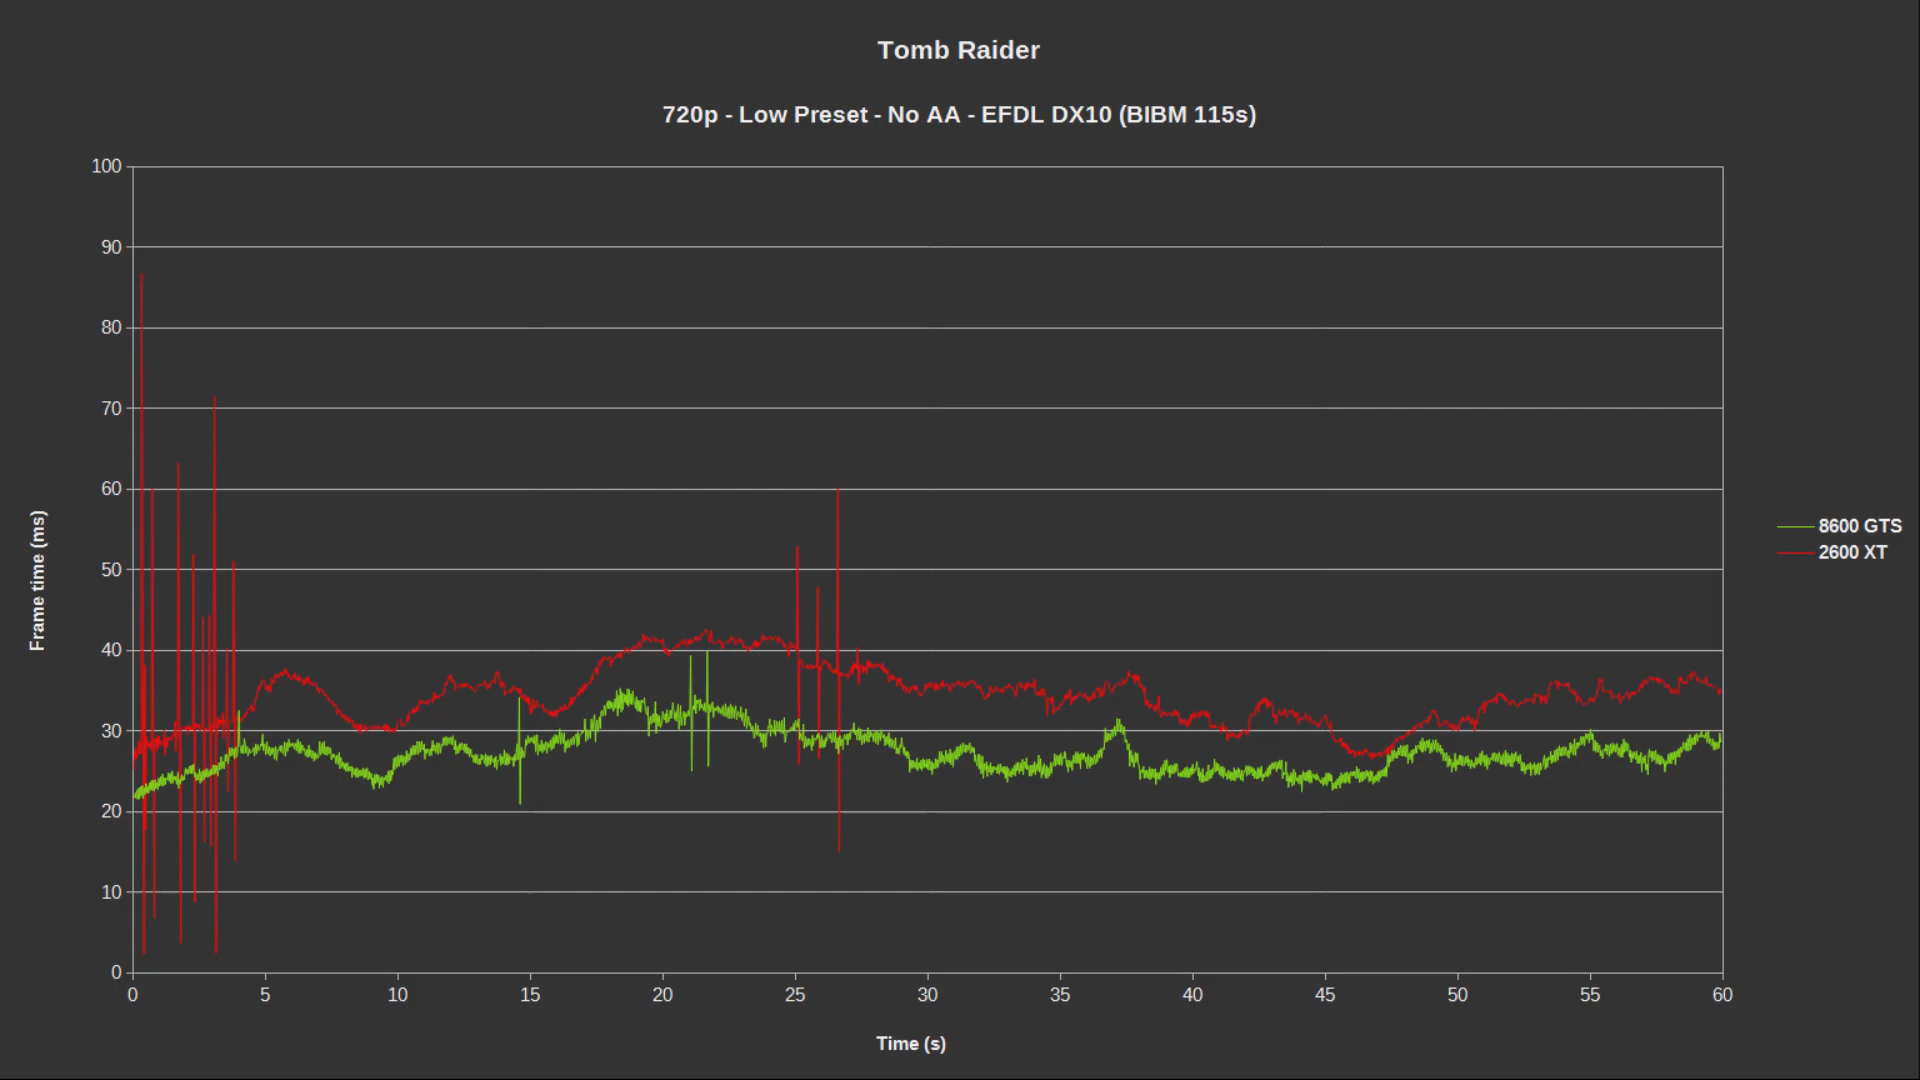 Tomb Raider
720p - Low Preset - No AA - EFDL DX10 (BIBM 115s)
100
90
80
70
60
50
40
30
20
10
0
Frame time (ms)
0 5 10 15 20 25 30 35 40 45 50 55 60
Time (s)
8600 GTS
2600 XT